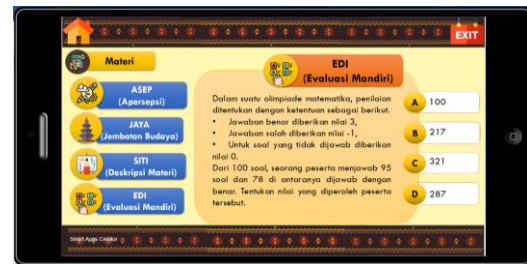 EXIT
Materi
ASEP
(Apersepsi)
JAYA
(Jembatan Budaya)
SITI
(Deskripsi Materi)
EDI
(Evaluasi Mandiri)
EDI
(Evaluasi Mandiri)
Dalam suatu olimpiade matematika, penilaian
ditentukan dengan ketentuan sebagai berikut.
• Jawaban benar diberikan nilai 3,
• Jawaban salah diberikan nilai -1,
• Untuk soal yang tidak dijawab diberikan
nilai 0.
Dari 100 soal, seorang peserta menjawab 95
soal dan 78 di antaranya dijawab dengan
benar. Tentukan nilai yang diperoleh peserta
tersebut.
A 100
B 217
C 321
D 287
Smart Apps Creator